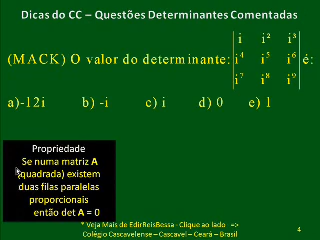 Dicas do CC – Questões Determinantes Comentadas
i i² i³
(MACK) O valor do determinante: i⁴ i⁵ i⁶ é:
i⁷ i⁸ i⁹
a)-12i b) -i c) i d) 0 e) 1
Propriedade
Se numa matriz A
(quadrada) existem
duas filas paralelas
proporcionais
então det A = 0
* Veja Mais de EdirReisBessa - Clique ao lado =>
Colégio Cascavelense – Cascavel – Ceará – Brasil
4